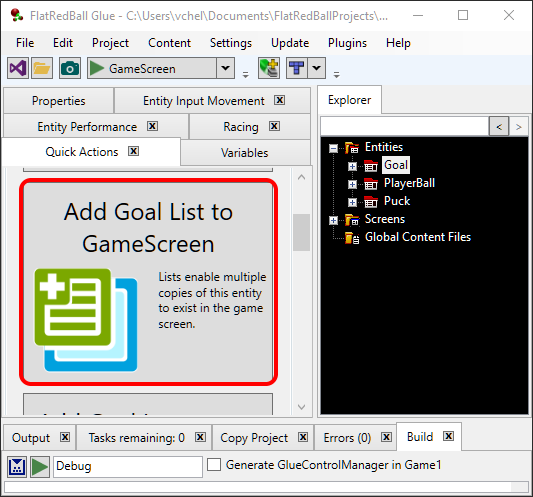 FlatRedBall Glue - C:\Users\vchel\Documents\FlatRedBallProjects\...
File Edit Project Content Settings Update Plugins Help
GameScreen
Properties
Entity Input Movement
Entity Performance
Racing
Quick Actions
Variables
Add Goal List to
GameScreen
Lists enable multiple
copies of this entity
to exist in the game
screen.
Explorer
< >
Entities
Goal
PlayerBall
Puck
Screens
Global Content Files
Output
Tasks remaining: 0
Copy Project
Errors (0)
Build
Debug
Generate GlueControlManager in Game1